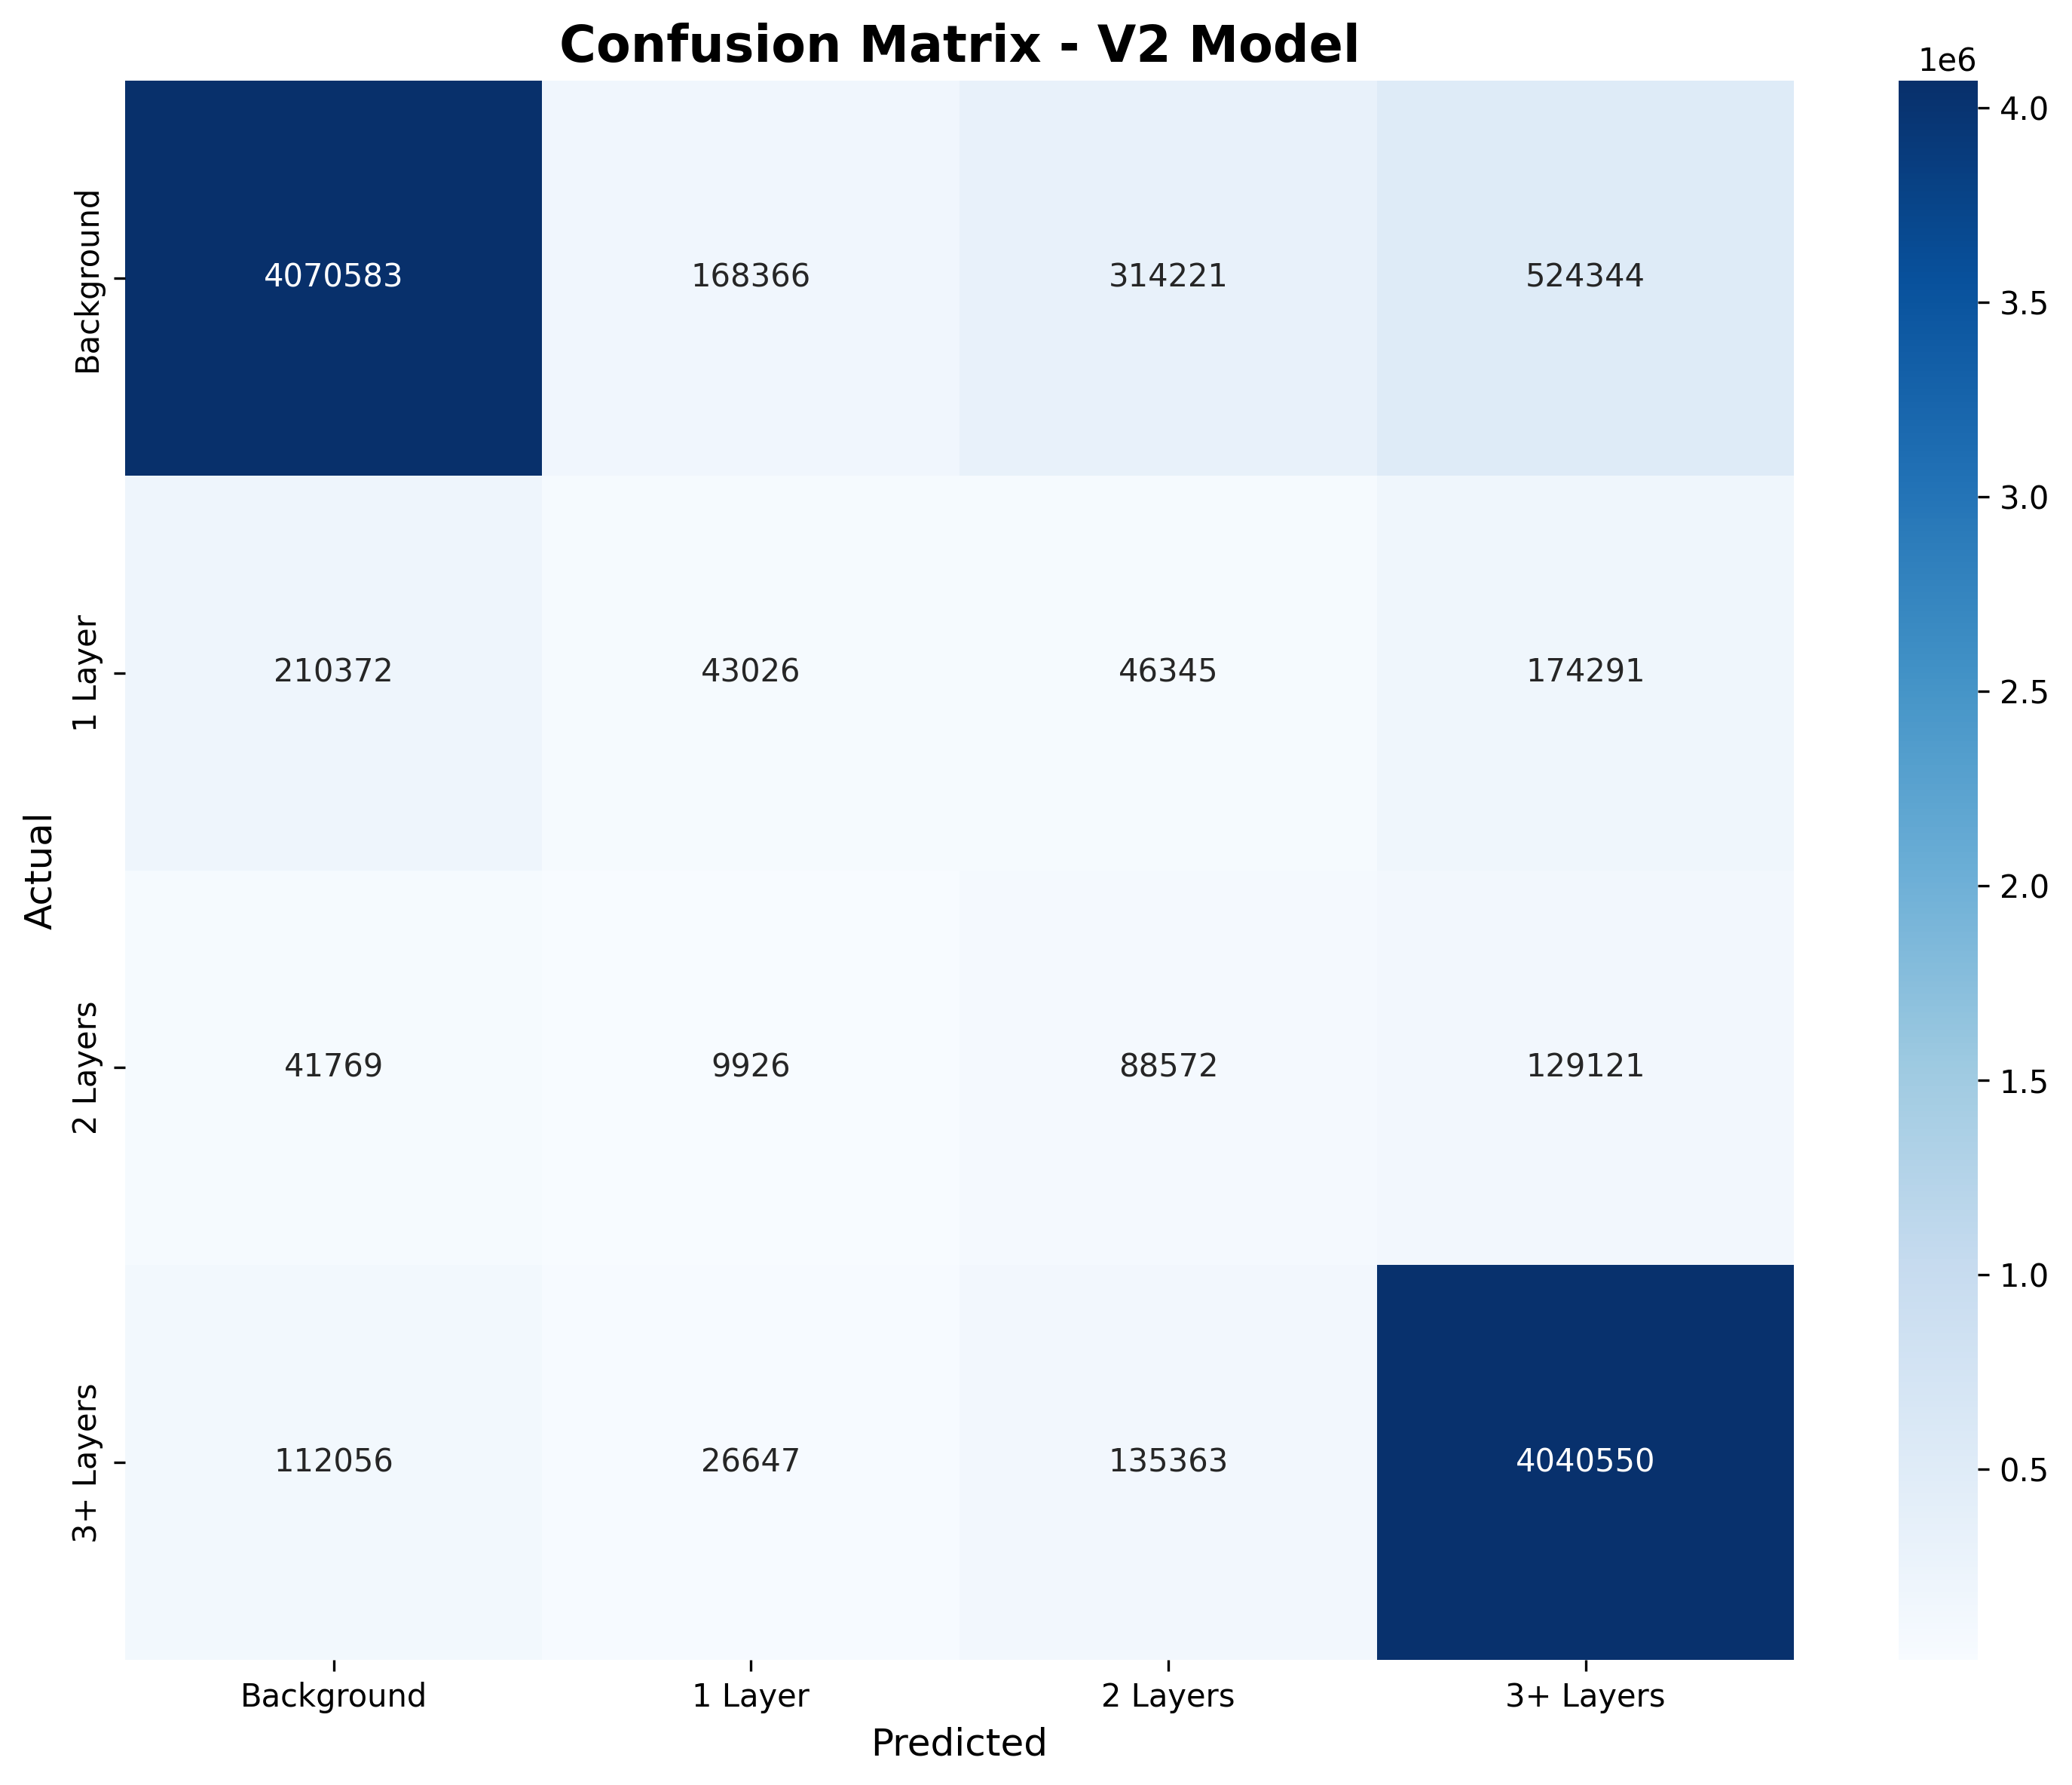 Confusion Matrix - V2 Model
1e6
Actual
Background
4070583 168366 314221 524344
1 Layer
210372 43026 46345 174291
2 Layers
41769 9926 88572 129121
3+ Layers
112056 26647 135363 4040550
Background 1 Layer 2 Layers 3+ Layers
Predicted
4.0
3.5
3.0
2.5
2.0
1.5
1.0
0.5